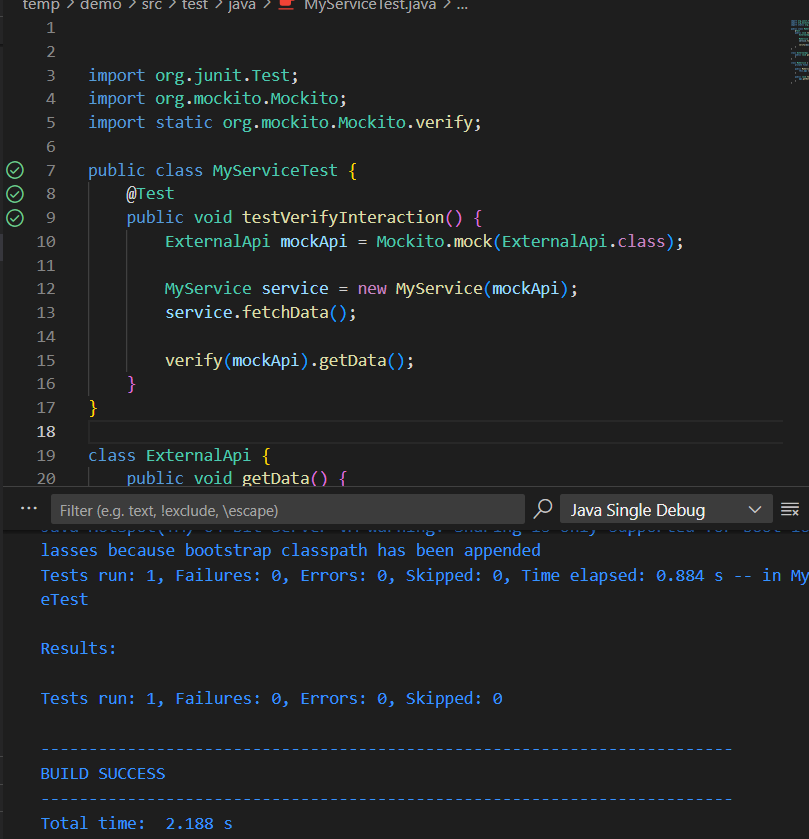 temp > demo > src > test > java > MyServiceTest.java > ...
1
2
3 import org.junit.Test;
4 import org.mockito.Mockito;
5 import static org.mockito.Mockito.verify;
6
7 public class MyServiceTest {
8 @Test
9 public void testVerifyInteraction() {
10 ExternalApi mockApi = Mockito.mock(ExternalApi.class);
11
12 MyService service = new MyService(mockApi);
13 service.fetchData();
14
15 verify(mockApi).getData();
16 }
17 }
18
19 class ExternalApi {
20 public void getData() {
... Filter (e.g. text, !exclude, \escape) Java Single Debug
lasses because bootstrap classpath has been appended
Tests run: 1, Failures: 0, Errors: 0, Skipped: 0, Time elapsed: 0.884 s -- in My
eTest
Results:
Tests run: 1, Failures: 0, Errors: 0, Skipped: 0
------------------------------------------------------------------------
BUILD SUCCESS
------------------------------------------------------------------------
Total time: 2.188 s